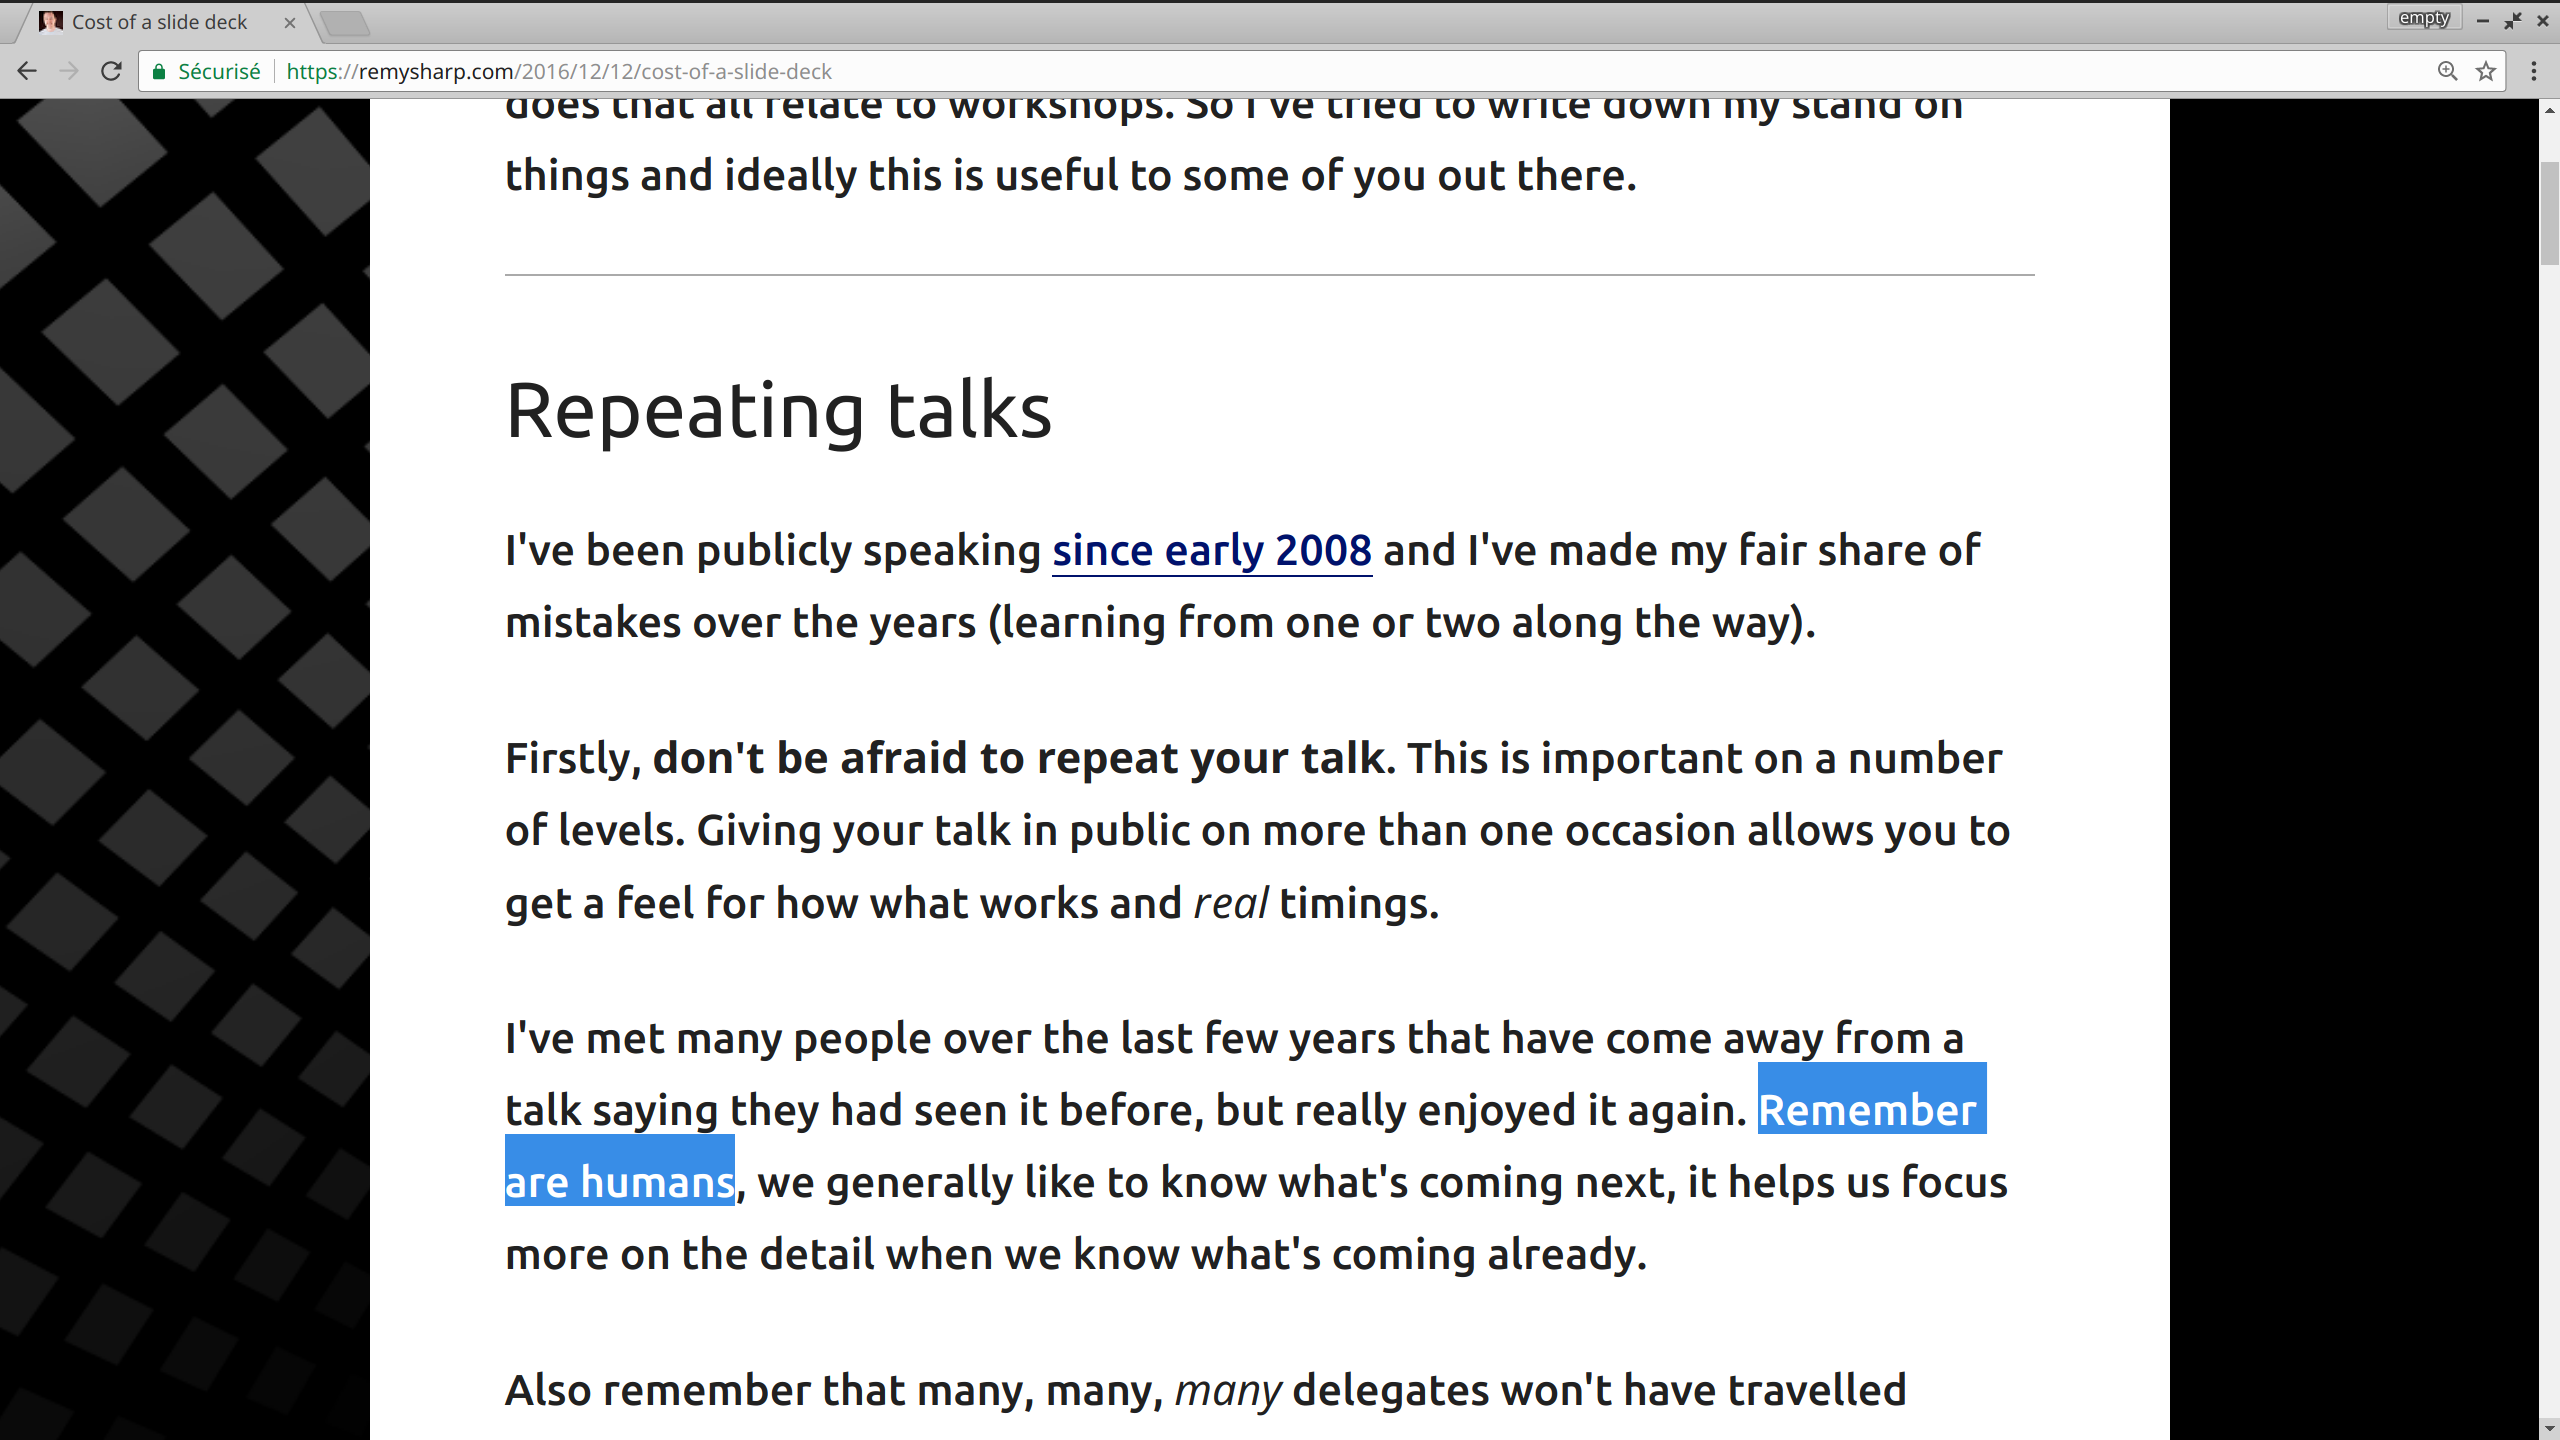 Cost of a slide deck
empty
Sécurisé
https://remysharp.com/2016/12/12/cost-of-a-slide-deck
does that all relate to workshops. So I've tried to write down my stand on
things and ideally this is useful to some of you out there.
Repeating talks
I've been publicly speaking since early 2008 and I've made my fair share of
mistakes over the years (learning from one or two along the way).
Firstly, don't be afraid to repeat your talk. This is important on a number
of levels. Giving your talk in public on more than one occasion allows you to
get a feel for how what works and real timings.
I've met many people over the last few years that have come away from a
talk saying they had seen it before, but really enjoyed it again. Remember
are humans, we generally like to know what's coming next, it helps us focus
more on the detail when we know what's coming already.
Also remember that many, many, many delegates won't have travelled